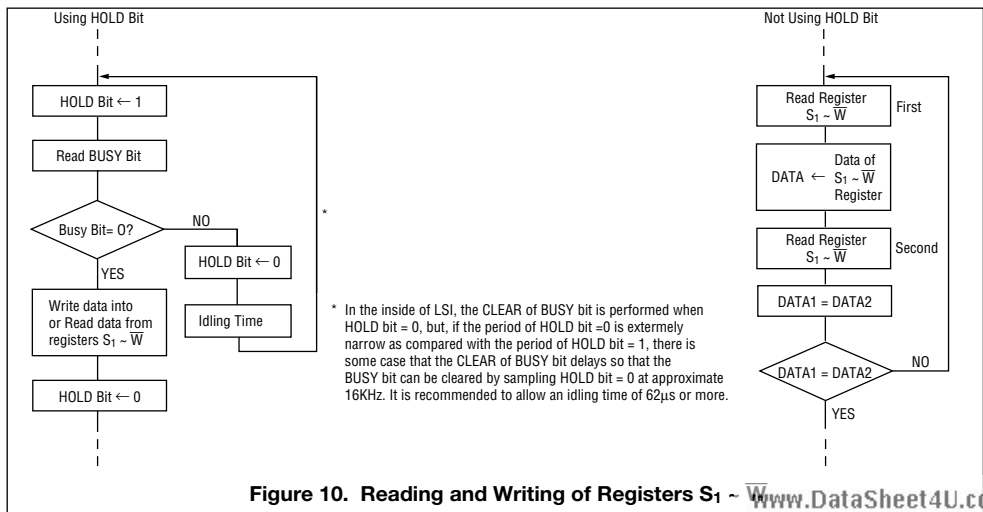 Using HOLD Bit
HOLD Bit ← 1
Read BUSY Bit
Busy Bit= O?
NO
YES
HOLD Bit ← 0
Idling Time
*
Write data into
or Read data from
registers S₁ ~ W̅
HOLD Bit ← 0
* In the inside of LSI, the CLEAR of BUSY bit is performed when
HOLD bit = 0, but, if the period of HOLD bit =0 is extermely
narrow as compared with the period of HOLD bit = 1, there is
some case that the CLEAR of BUSY bit delays so that the
BUSY bit can be cleared by sampling HOLD bit = 0 at approximate
16KHz. It is recommended to allow an idling time of 62µs or more.
Not Using HOLD Bit
Read Register
S₁ ~ W̅
First
DATA ← Data of
S₁ ~ W̅
Register
Read Register
S₁ ~ W̅
Second
DATA1 = DATA2
DATA1 = DATA2
NO
YES
Figure 10. Reading and Writing of Registers S₁ ~ W̅
www.DataSheet4U.co